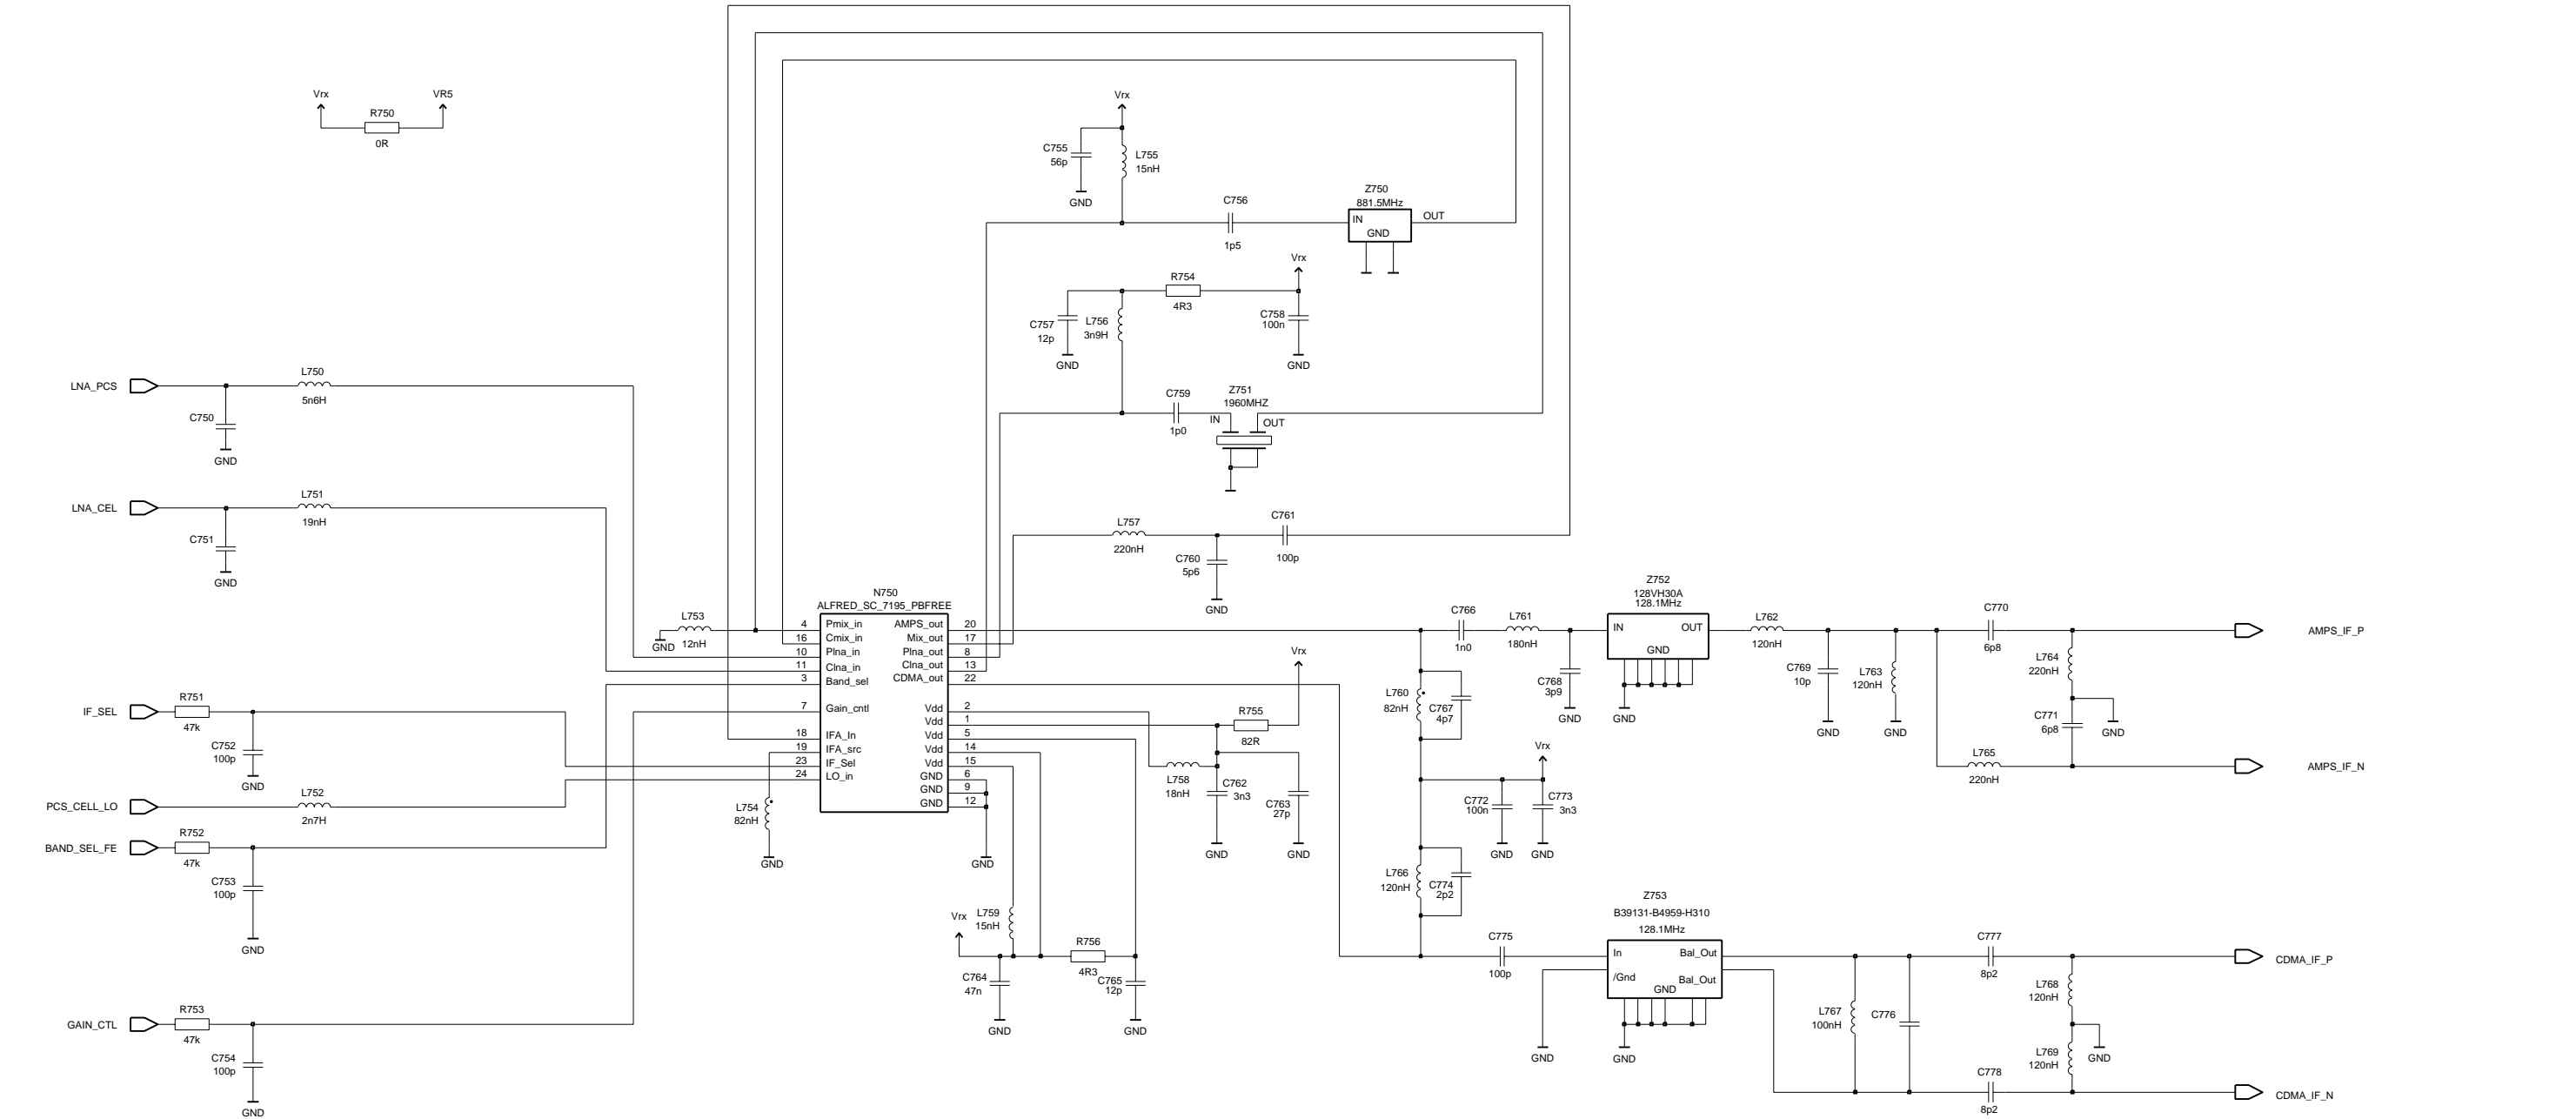 Vrx
VR5
R750
0R
Vrx
C755
56p
L755
15nH
GND
C756
1p5
Z750
881.5MHz
IN
OUT
GND
Vrx
R754
4R3
C757
12p
L756
3n9H
C758
100n
GND
GND
C759
1p0
Z751
1960MHZ
IN
OUT
LNA_PCS
L750
5n6H
C750
GND
LNA_CEL
L751
19nH
C751
GND
L757
220nH
C761
100p
C760
5p6
GND
N750
ALFRED_SC_7195_PBFREE
L753
12nH
GND
4
Pmix_in
AMPS_out
20
16
Cmix_in
Mix_out
17
10
Plna_in
Plna_out
8
11
Clna_in
Clna_out
13
3
Band_sel
CDMA_out
22
7
Gain_cntl
Vdd
2
Vdd
1
18
IFA_In
Vdd
5
19
IFA_src
Vdd
14
23
IF_Sel
Vdd
15
24
LO_in
GND
6
GND
9
GND
12
IF_SEL
R751
47k
C752
100p
GND
PCS_CELL_LO
L752
2n7H
BAND_SEL_FE
R752
47k
C753
100p
GND
GAIN_CTL
R753
47k
C754
100p
GND
L754
82nH
GND
GND
Vrx
R755
82R
L758
18nH
C762
3n3
C763
27p
GND
GND
Vrx
L759
15nH
C764
47n
GND
R756
4R3
C765
12p
GND
C766
1n0
L761
180nH
C768
3p9
GND
L760
82nH
C767
4p7
Vrx
C772
100n
C773
3n3
GND
GND
L766
120nH
C774
2p2
Z752
128VH30A
128.1MHz
IN
OUT
GND
GND
L762
120nH
C769
10p
GND
L763
120nH
GND
C770
6p8
L764
220nH
C771
6p8
GND
L765
220nH
AMPS_IF_P
AMPS_IF_N
Z753
B39131-B4959-H310
128.1MHz
C775
100p
In
Bal_Out
/Gnd
Bal_Out
GND
GND
GND
L767
100nH
C776
C777
8p2
L768
120nH
L769
120nH
GND
C778
8p2
CDMA_IF_P
CDMA_IF_N